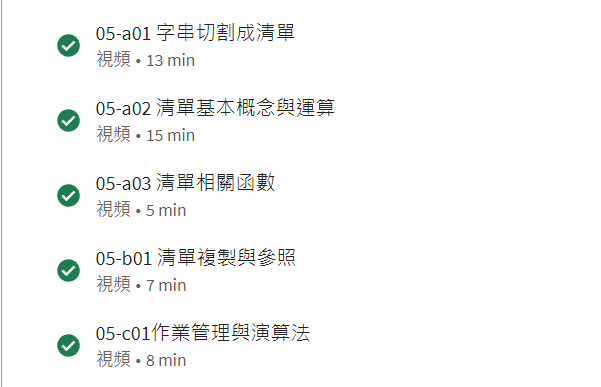 05-a01 字串切割成清單
視頻 • 13 min
05-a02 清單基本概念與運算
視頻 • 15 min
05-a03 清單相關函數
視頻 • 5 min
05-b01 清單複製與參照
視頻 • 7 min
05-c01作業管理與演算法
視頻 • 8 min